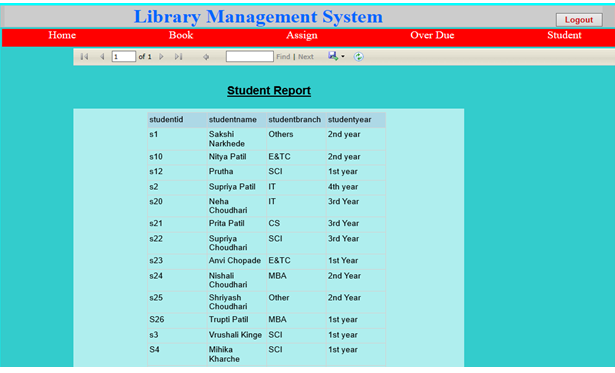 Library Management System
Logout
Home Book Assign Over Due Student
1 of 1 Find | Next
Student Report
studentid studentname studentbranch studentyear
s1 Sakshi Narkhede Others 2nd year
s10 Nitya Patil E&TC 2nd year
s12 Prutha SCI 1st year
s2 Supriya Patil IT 4th year
s20 Neha Choudhari IT 3rd Year
s21 Prita Patil CS 3rd Year
s22 Supriya Choudhari SCI 3rd Year
s23 Anvi Chopade E&TC 1st Year
s24 Nishali Choudhari MBA 2nd Year
s25 Shriyash Choudhari Other 2nd Year
S26 Trupti Patil MBA 1st year
s3 Vrushali Kinge SCI 1st year
S4 Mihika Kharche SCI 1st year